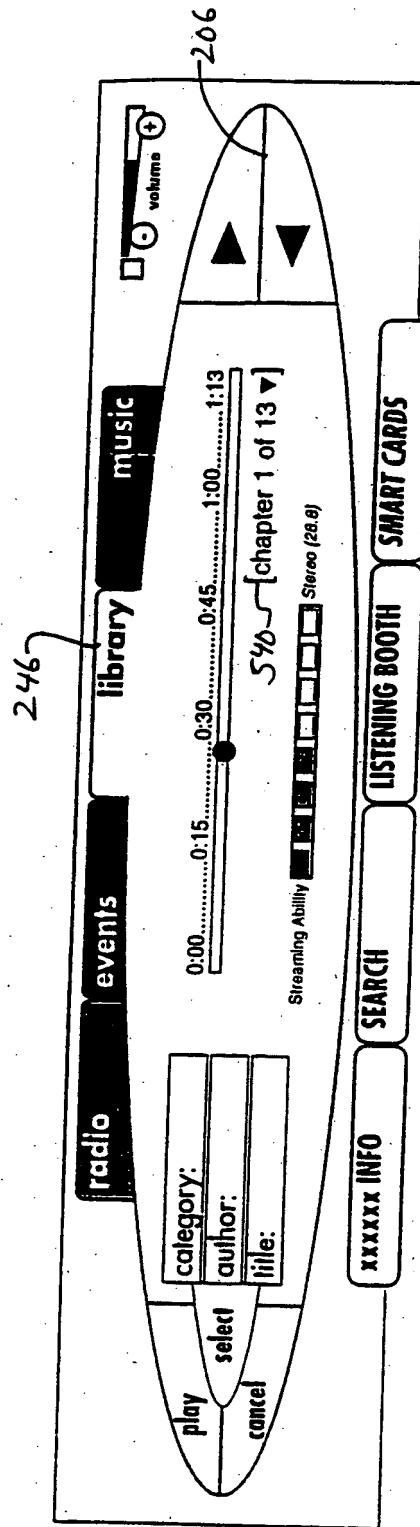 246
206
radio
events
library
music
volume
-
+
play
select
cancel
category:
author:
title:
0:00.........0:15.........0:30.........0:45.........1:00.........1:13
540
[chapter 1 of 13 ▼]
Streaming Ability
Stereo (28.8)
xxxxxx INFO
SEARCH
LISTENING BOOTH
SMART CARDS